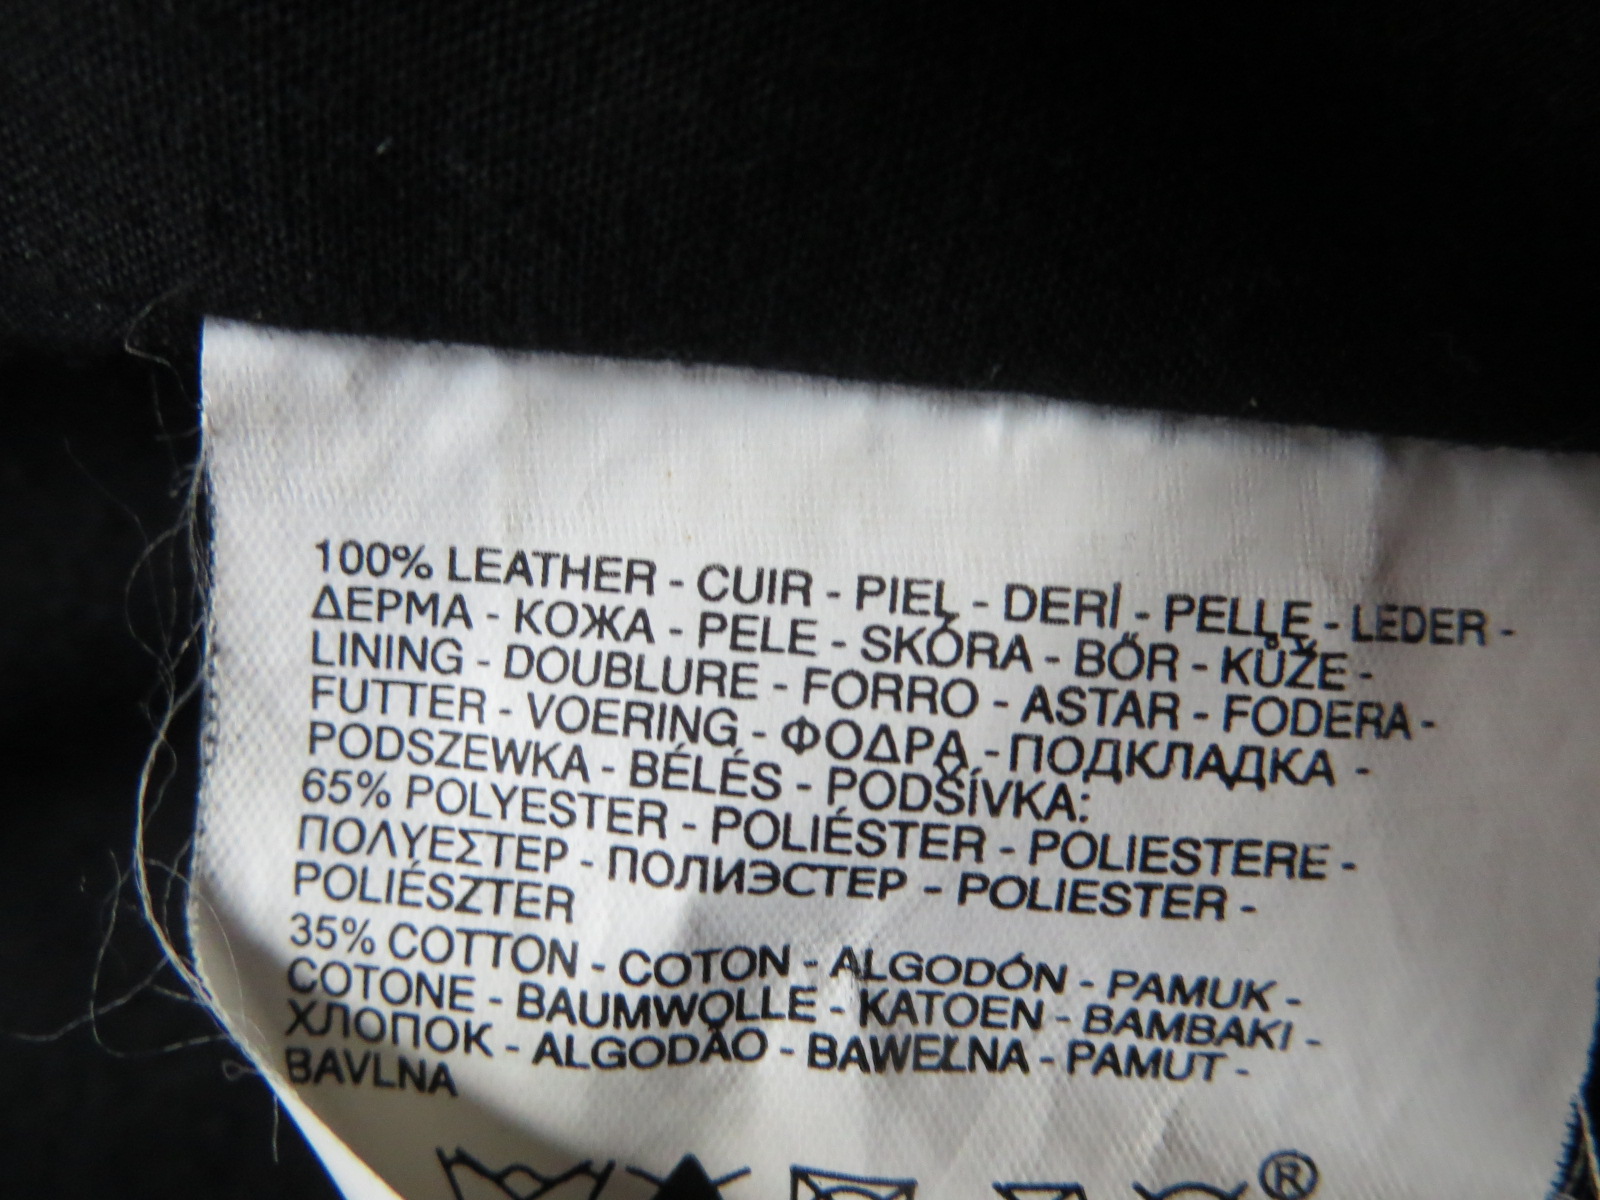 100% LEATHER - CUIR - PIEL - DERİ - PELLE - LEDER -
ΔΕΡΜΑ - КОЖА - PELE - SKÓRA - BŐR - KŮŽE -
LINING - DOUBLURE - FORRO - ASTAR - FODERA -
FUTTER - VOERING - ΦΟΔΡΑ - ПОДКЛАДКА -
PODSZEWKA - BÉLÉS - PODŠÍVKA:
65% POLYESTER - POLIÉSTER - POLIESTERE -
ΠΟΛΥΕΣΤΕΡ - ПОЛИЭСТЕР - POLIESTER -
POLIÉSZTER
35% COTTON - COTON - ALGODÓN - PAMUK -
COTONE - BAUMWOLLE - KATOEN - BAMBAKI -
ХЛОПОК - ALGODÃO - BAWEŁNA - PAMUT -
BAVLNA
®